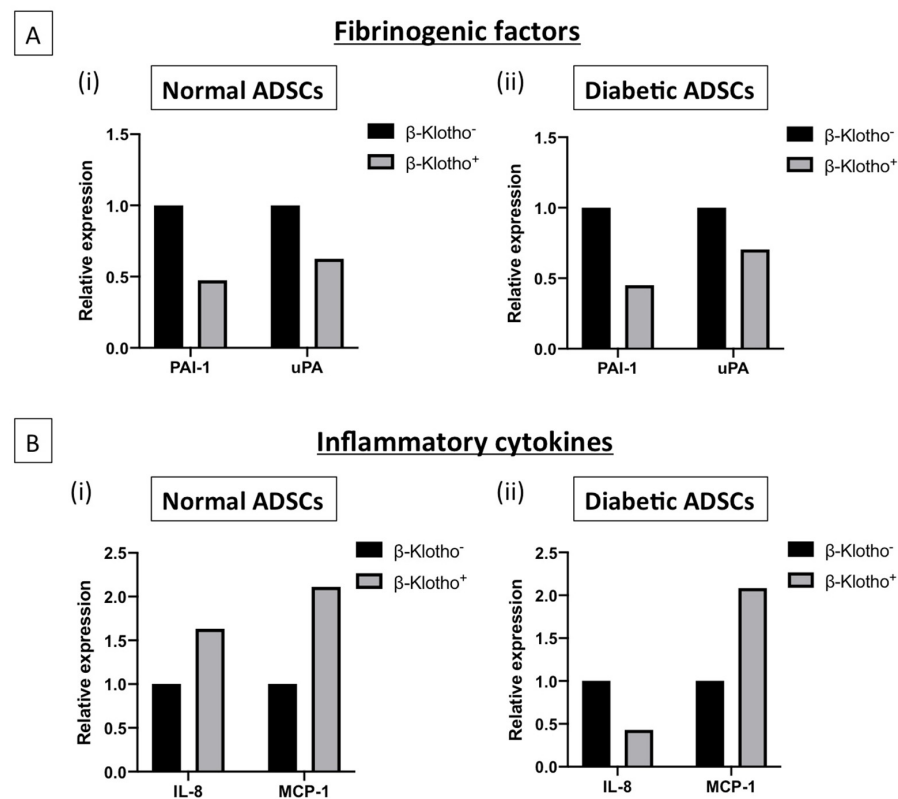 A
Fibrinogenic factors
(i)
Normal ADSCs
β-Klotho⁻
β-Klotho⁺
Relative expression
1.5
1.0
0.5
0.0
PAI-1
uPA
(ii)
Diabetic ADSCs
β-Klotho⁻
β-Klotho⁺
Relative expression
1.5
1.0
0.5
0.0
PAI-1
uPA
B
Inflammatory cytokines
(i)
Normal ADSCs
β-Klotho⁻
β-Klotho⁺
Relative expression
2.5
2.0
1.5
1.0
0.5
0.0
IL-8
MCP-1
(ii)
Diabetic ADSCs
β-Klotho⁻
β-Klotho⁺
Relative expression
2.5
2.0
1.5
1.0
0.5
0.0
IL-8
MCP-1